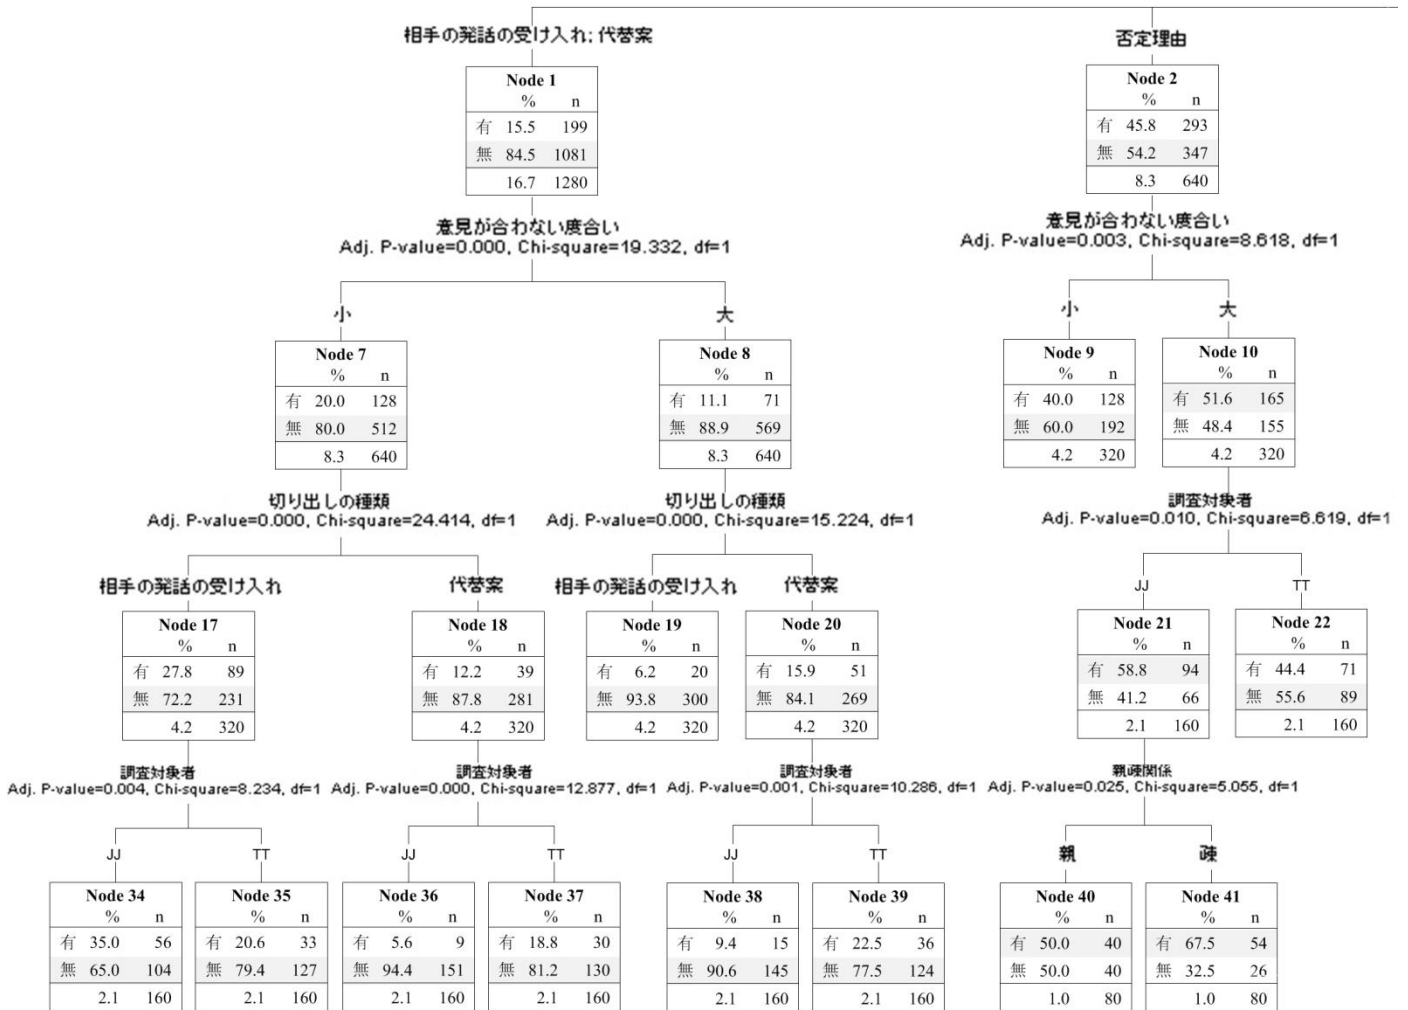 相手の発話の受け入れ; 代替案
否定理由
Node 1
% n
有 15.5 199
無 84.5 1081
16.7 1280
Node 2
% n
有 45.8 293
無 54.2 347
8.3 640
意見が合わない度合い
Adj. P-value=0.000, Chi-square=19.332, df=1
意見が合わない度合い
Adj. P-value=0.003, Chi-square=8.618, df=1
小
大
小
大
Node 7
% n
有 20.0 128
無 80.0 512
8.3 640
Node 8
% n
有 11.1 71
無 88.9 569
8.3 640
Node 9
% n
有 40.0 128
無 60.0 192
4.2 320
Node 10
% n
有 51.6 165
無 48.4 155
4.2 320
切り出しの種類
Adj. P-value=0.000, Chi-square=24.414, df=1
切り出しの種類
Adj. P-value=0.000, Chi-square=15.224, df=1
調査対象者
Adj. P-value=0.010, Chi-square=6.619, df=1
相手の発話の受け入れ
代替案
相手の発話の受け入れ
代替案
JJ
TT
Node 17
% n
有 27.8 89
無 72.2 231
4.2 320
Node 18
% n
有 12.2 39
無 87.8 281
4.2 320
Node 19
% n
有 6.2 20
無 93.8 300
4.2 320
Node 20
% n
有 15.9 51
無 84.1 269
4.2 320
Node 21
% n
有 58.8 94
無 41.2 66
2.1 160
Node 22
% n
有 44.4 71
無 55.6 89
2.1 160
調査対象者
Adj. P-value=0.004, Chi-square=8.234, df=1
調査対象者
Adj. P-value=0.000, Chi-square=12.877, df=1
調査対象者
Adj. P-value=0.001, Chi-square=10.286, df=1
親疎関係
Adj. P-value=0.025, Chi-square=5.055, df=1
JJ
TT
JJ
TT
JJ
TT
親
疎
Node 34
% n
有 35.0 56
無 65.0 104
2.1 160
Node 35
% n
有 20.6 33
無 79.4 127
2.1 160
Node 36
% n
有 5.6 9
無 94.4 151
2.1 160
Node 37
% n
有 18.8 30
無 81.2 130
2.1 160
Node 38
% n
有 9.4 15
無 90.6 145
2.1 160
Node 39
% n
有 22.5 36
無 77.5 124
2.1 160
Node 40
% n
有 50.0 40
無 50.0 40
1.0 80
Node 41
% n
有 67.5 54
無 32.5 26
1.0 80